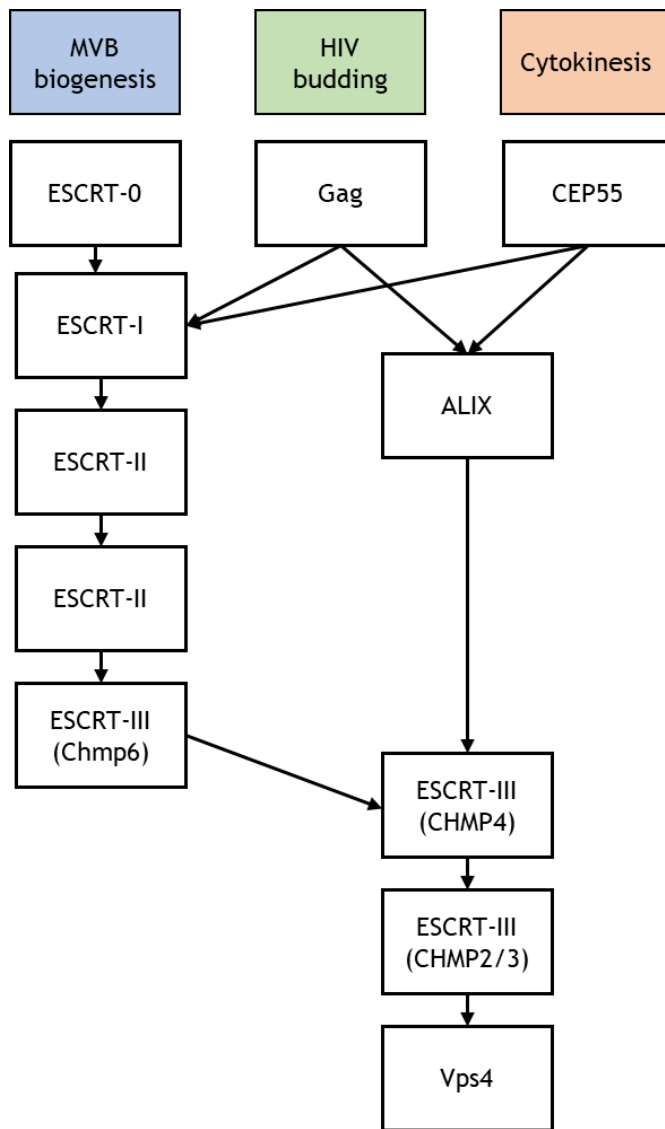 MVB
biogenesis
HIV
budding
Cytokinesis
ESCRT-0
Gag
CEP55
ESCRT-I
ALIX
ESCRT-II
ESCRT-II
ESCRT-III
(Chmp6)
ESCRT-III
(CHMP4)
ESCRT-III
(CHMP2/3)
Vps4